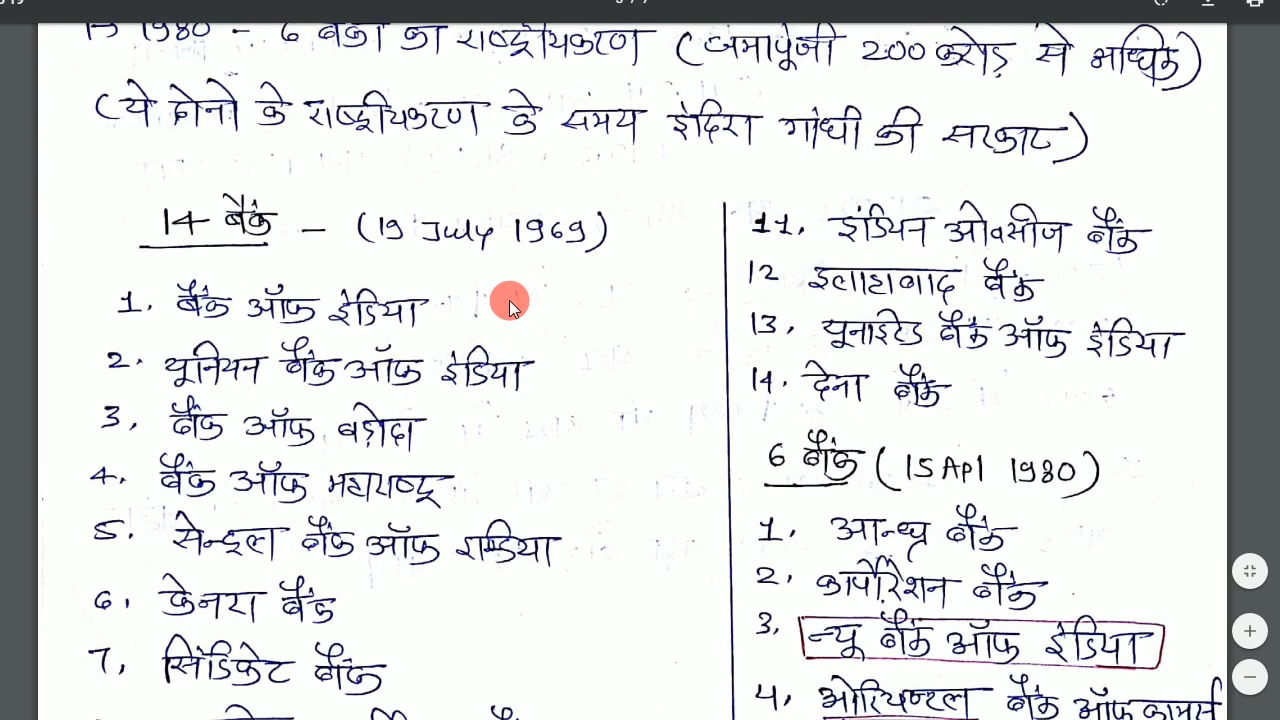 1980 - 6 बैंकों का राष्ट्रीयकरण (जमापूंजी 200 करोड़ से अधिक)
(ये दोनो के राष्ट्रीयकरण के समय इंदिरा गांधी की सरकार)
14 बैंक - (19 July 1969)
1. बैंक ऑफ इंडिया
2. यूनियन बैंक ऑफ इंडिया
3. बैंक ऑफ बड़ोदा
4. बैंक ऑफ महाराष्ट्र
5. सेन्ट्रल बैंक ऑफ इण्डिया
6. केनरा बैंक
7. सिंडिकेट बैंक
11. इंडियन ओवरसीज बैंक
12 इलाहाबाद बैंक
13. यूनाइटेड बैंक ऑफ इंडिया
14. देना बैंक
6 बैंक (15 Apl 1980)
1. आन्ध्र बैंक
2. कार्पोरेशन बैंक
3. न्यू बैंक ऑफ इंडिया
4. ओरियण्टल बैंक ऑफ कामर्स